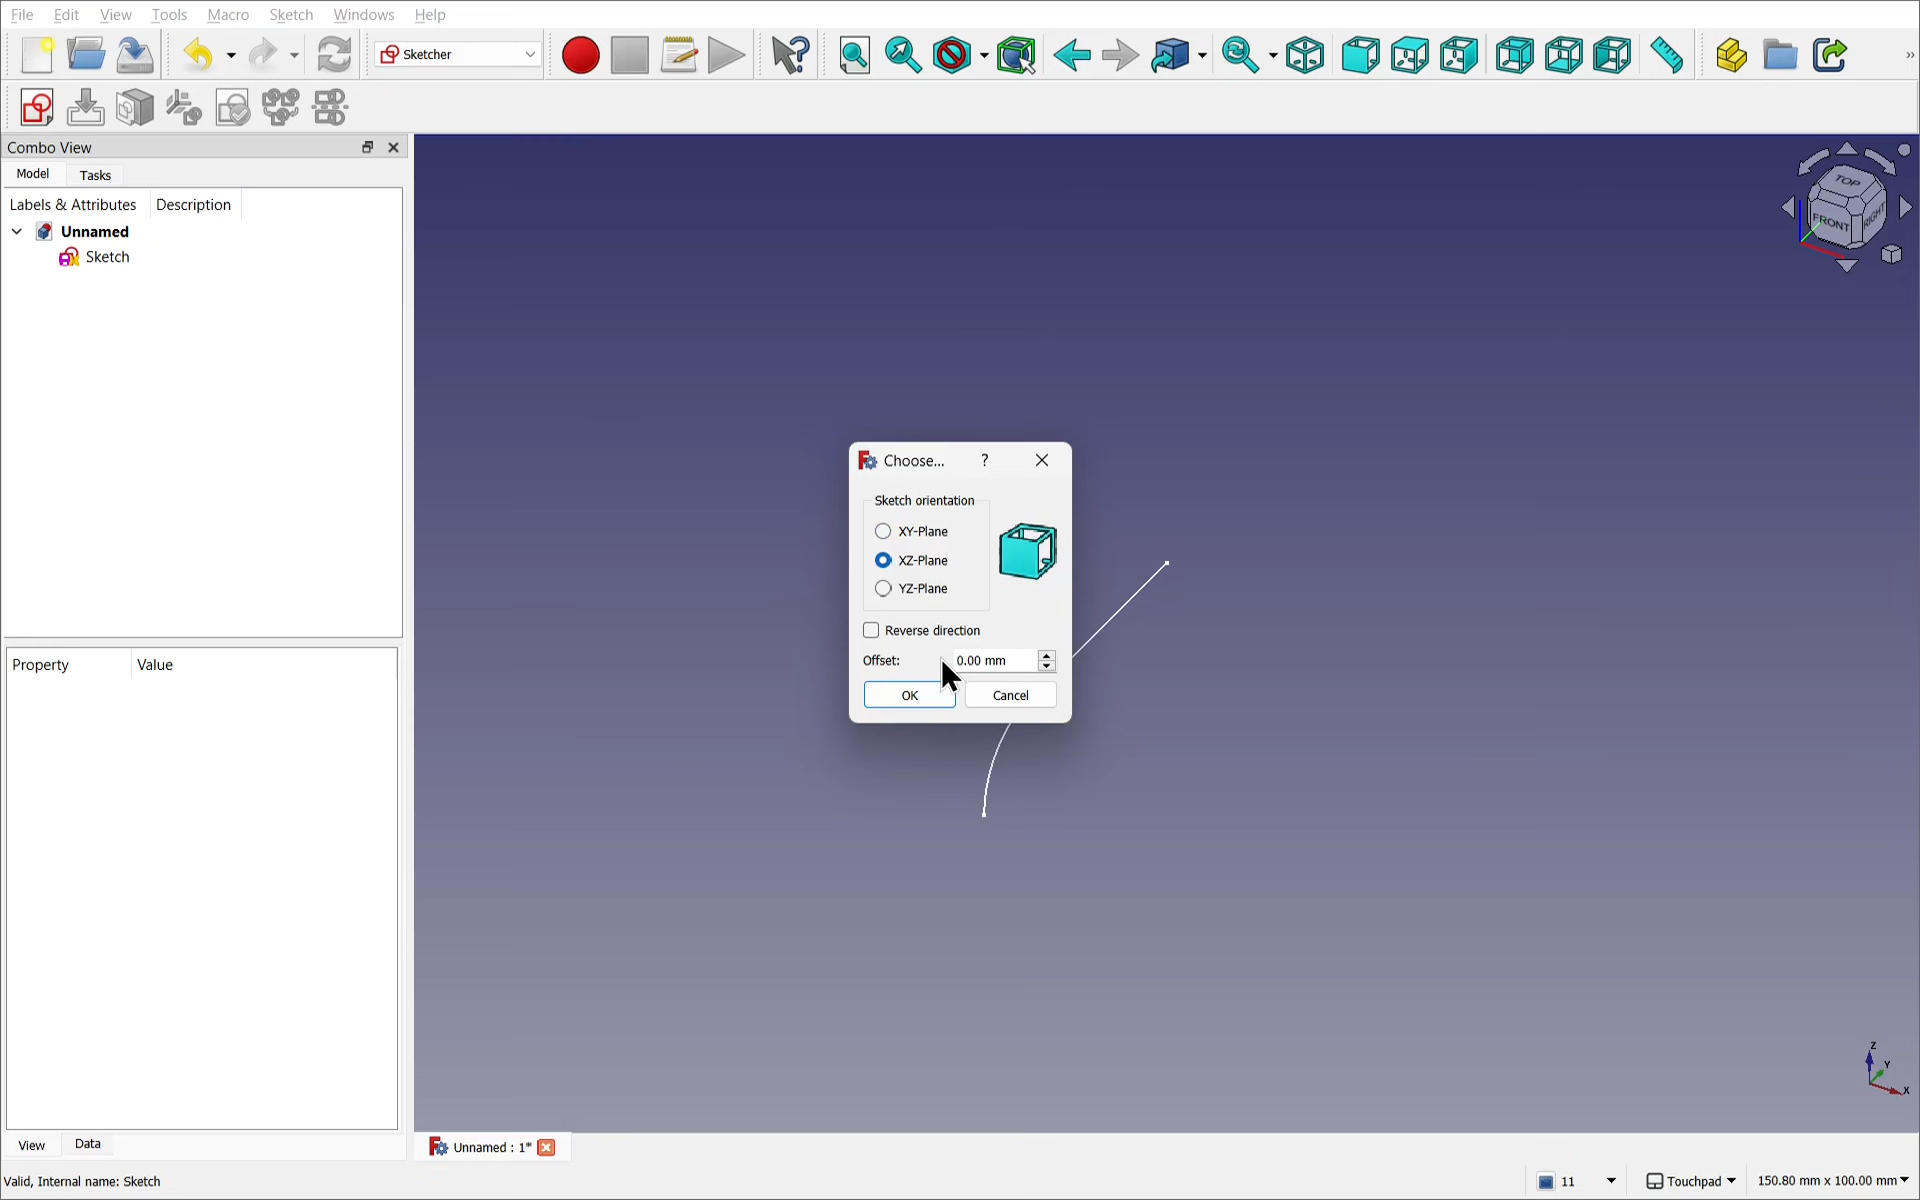 File Edit View Tools Macro Sketch Windows Help
Sketcher
Combo View
Model Tasks
Labels & Attributes Description
Unnamed
Sketch
TOP
FRONT RIGHT
Choose... ?
Sketch orientation
XY-Plane
XZ-Plane
YZ-Plane
Reverse direction
Offset: 0.00 mm
OK Cancel
Property Value
Z
Y
X
View Data
Unnamed : 1*
Valid, Internal name: Sketch
11 Touchpad 150.80 mm x 100.00 mm